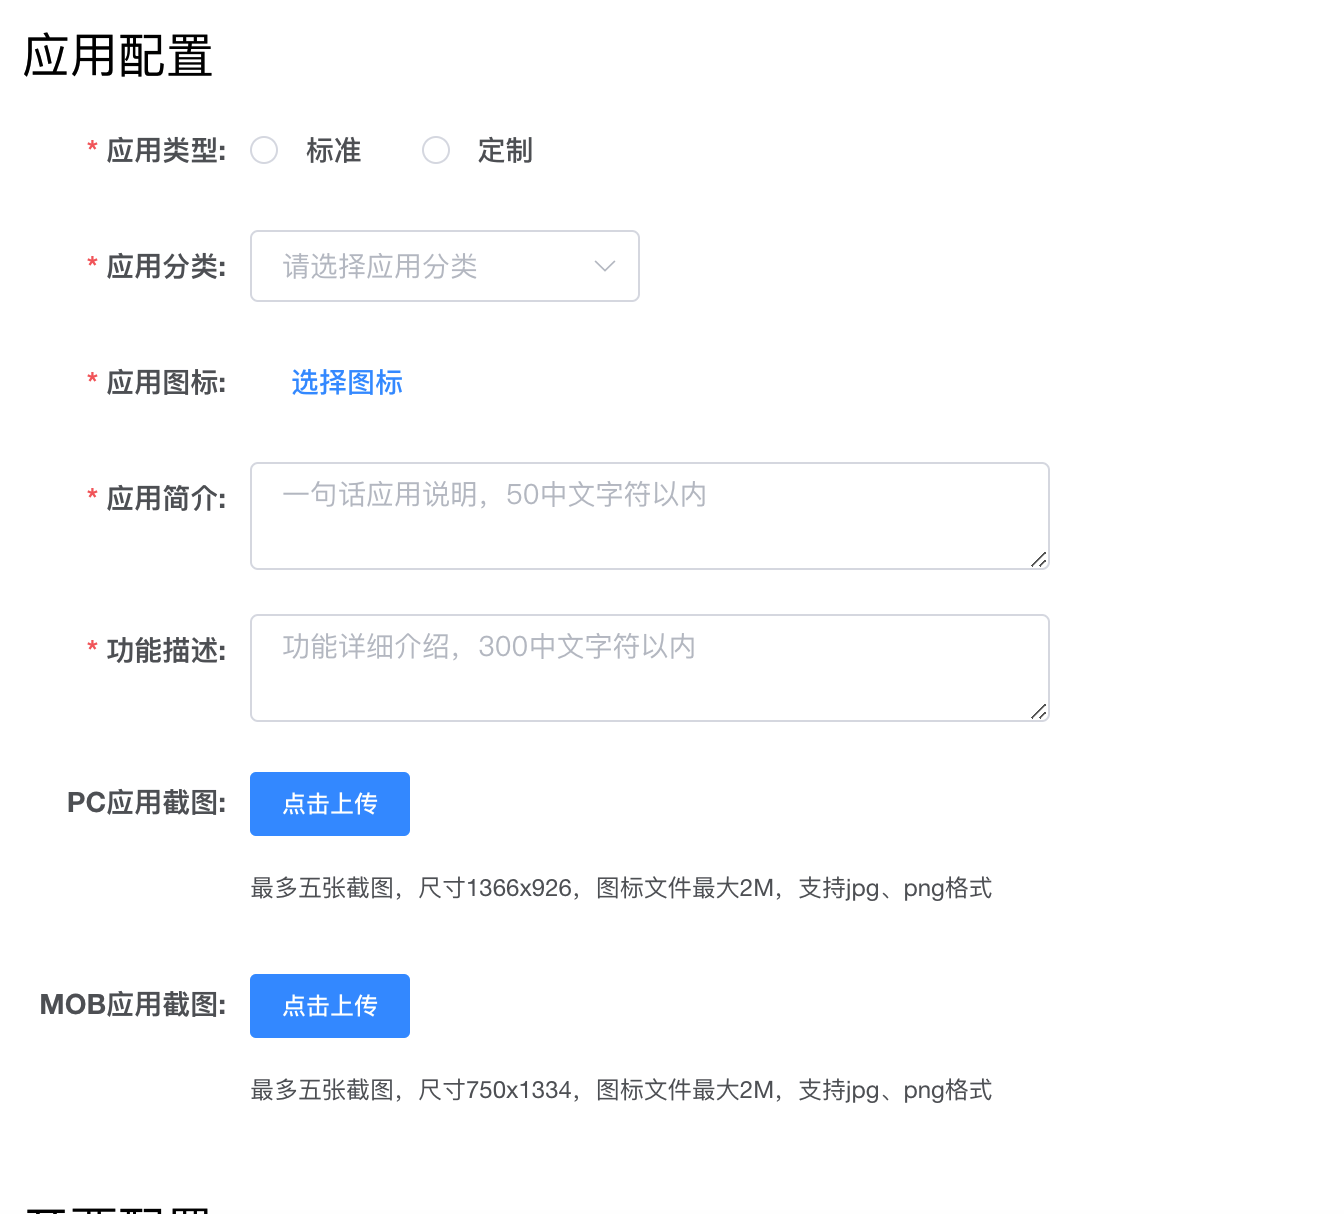 应用配置
* 应用类型: 标准 定制
* 应用分类: 请选择应用分类
* 应用图标: 选择图标
* 应用简介: 一句话应用说明，50中文字符以内
* 功能描述: 功能详细介绍，300中文字符以内
PC应用截图: 点击上传
最多五张截图，尺寸1366x926，图标文件最大2M，支持jpg、png格式
MOB应用截图: 点击上传
最多五张截图，尺寸750x1334，图标文件最大2M，支持jpg、png格式